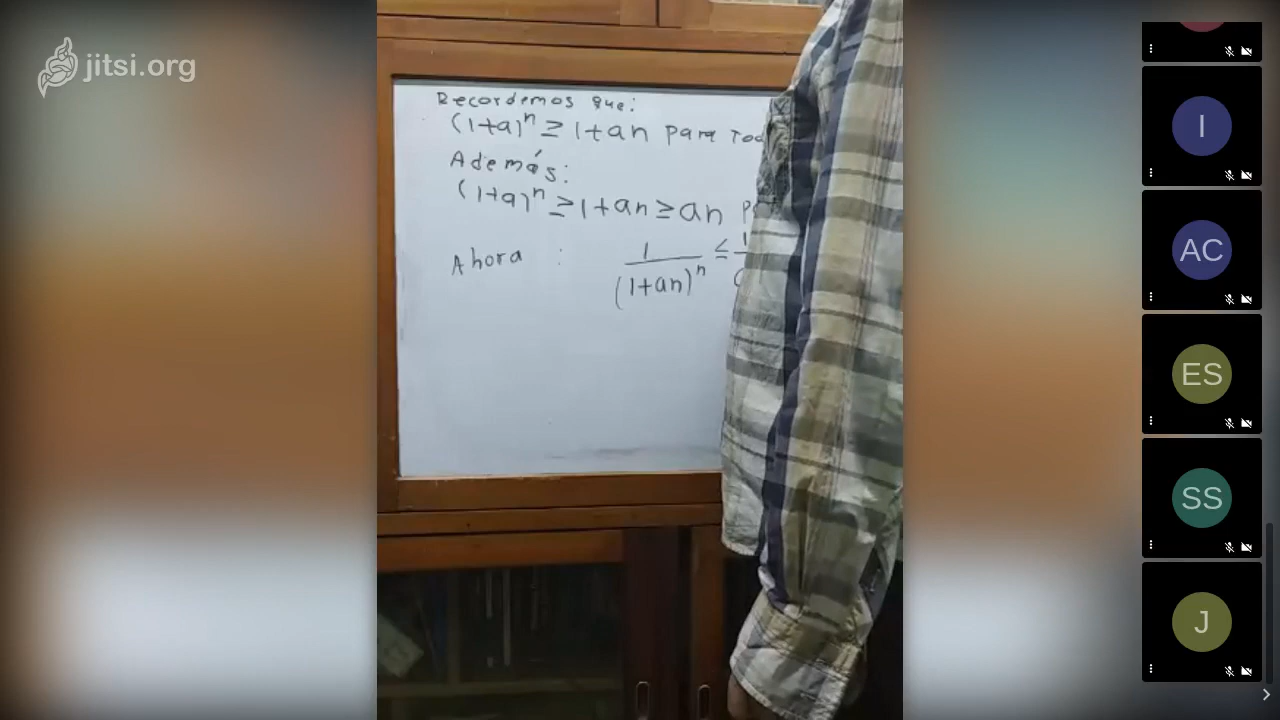 jitsi.org
Recordemos que:
(1+a)^n ≥ 1+an para
Además:
(1+a)^n ≥ 1+an ≥ an
Ahora : 1/(1+an)^n ≤
I
AC
ES
SS
J